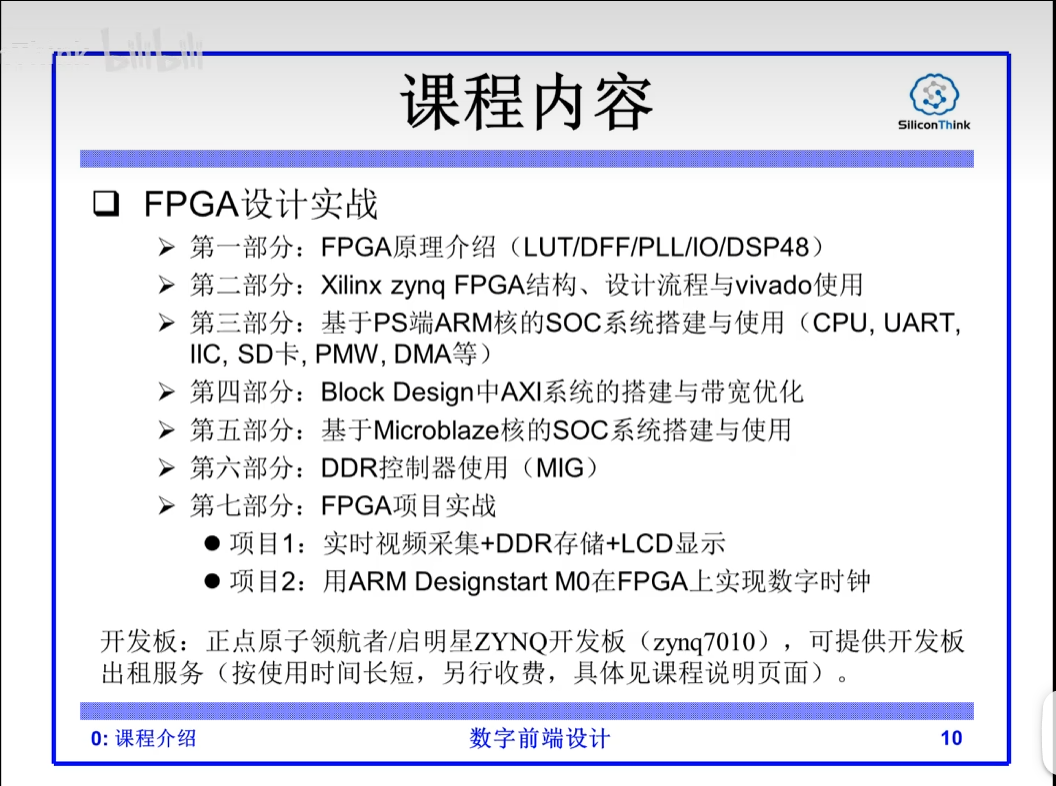 bilibili
课程内容
SiliconThink
❑ FPGA设计实战
➢ 第一部分：FPGA原理介绍（LUT/DFF/PLL/IO/DSP48）
➢ 第二部分：Xilinx zynq FPGA结构、设计流程与vivado使用
➢ 第三部分：基于PS端ARM核的SOC系统搭建与使用（CPU, UART,
IIC, SD卡, PMW, DMA等）
➢ 第四部分：Block Design中AXI系统的搭建与带宽优化
➢ 第五部分：基于Microblaze核的SOC系统搭建与使用
➢ 第六部分：DDR控制器使用（MIG）
➢ 第七部分：FPGA项目实战
● 项目1：实时视频采集+DDR存储+LCD显示
● 项目2：用ARM Designstart M0在FPGA上实现数字时钟
开发板：正点原子领航者/启明星ZYNQ开发板（zynq7010），可提供开发板
出租服务（按使用时间长短，另行收费，具体见课程说明页面）。
0: 课程介绍
数字前端设计
10